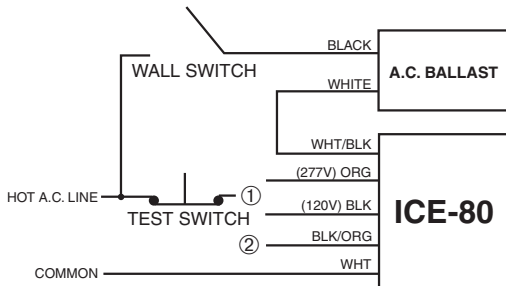 BLACK
WALL SWITCH
A.C. BALLAST
WHITE
WHT/BLK
(277V) ORG
HOT A.C. LINE
①
(120V) BLK
ICE-80
TEST SWITCH
②
BLK/ORG
WHT
COMMON